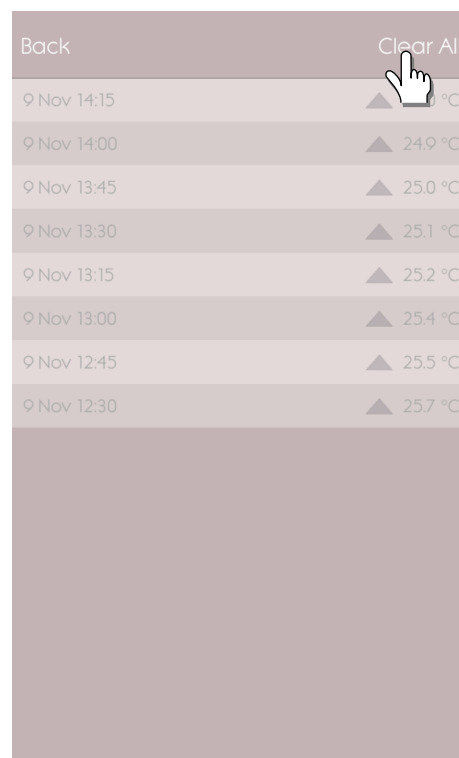 Back Clear Al
9 Nov 14:15 °C
9 Nov 14:00 24.9 °C
9 Nov 13:45 25.0 °C
9 Nov 13:30 25.1 °C
9 Nov 13:15 25.2 °C
9 Nov 13:00 25.4 °C
9 Nov 12:45 25.5 °C
9 Nov 12:30 25.7 °C